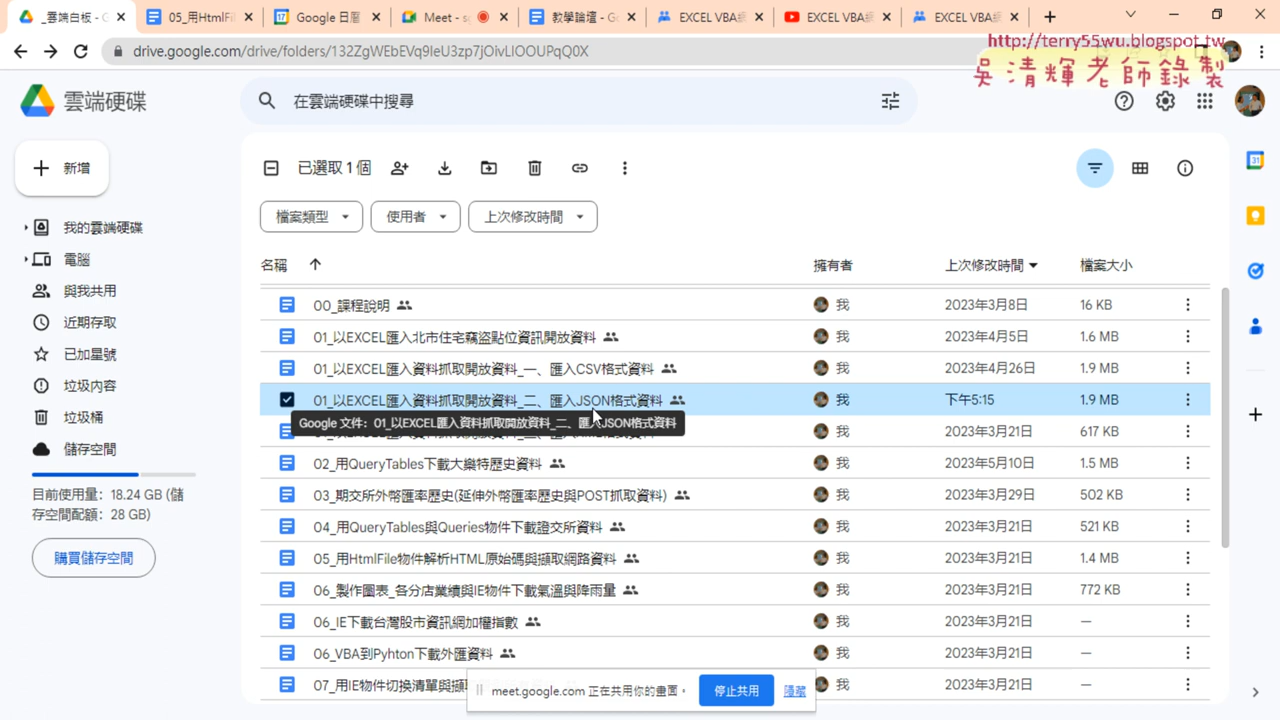 _雲端白板 - G
05_用HtmlFi
Google 日曆
Meet - s
教學論壇 - G
EXCEL VBA
EXCEL VBA
EXCEL VBA
drive.google.com/drive/folders/132ZgWEbEVq9IeU3zp7jOivLIOOUPqQ0X
http://terry55wu.blogspot.tw
吳清輝老師錄製
雲端硬碟
在雲端硬碟中搜尋
新增
已選取 1 個
我的雲端硬碟
電腦
與我共用
近期存取
已加星號
垃圾內容
垃圾桶
儲存空間
目前使用量：18.24 GB (儲
存空間配額：28 GB)
購買儲存空間
檔案類型
使用者
上次修改時間
名稱 擁有者 上次修改時間 檔案大小
00_課程說明 我 2023年3月8日 16 KB
01_以EXCEL匯入北市住宅竊盜點位資訊開放資料 我 2023年4月5日 1.6 MB
01_以EXCEL匯入資料抓取開放資料_一、匯入CSV格式資料 我 2023年4月26日 1.9 MB
01_以EXCEL匯入資料抓取開放資料_二、匯入JSON格式資料 我 下午5:15 1.9 MB
Google 文件：01_以EXCEL匯入資料抓取開放資料_二、匯入JSON格式資料
我 2023年3月21日 617 KB
02_用QueryTables下載大樂特歷史資料 我 2023年5月10日 1.5 MB
03_期交所外幣匯率歷史(延伸外幣匯率歷史與POST抓取資料) 我 2023年3月29日 502 KB
04_用QueryTables與Queries物件下載證交所資料 我 2023年3月21日 521 KB
05_用HtmlFile物件解析HTML原始碼與擷取網路資料 我 2023年3月21日 1.4 MB
06_製作圖表_各分店業績與IE物件下載氣溫與降雨量 我 2023年3月21日 772 KB
06_IE下載台灣股市資訊網加權指數 我 2023年3月21日 —
06_VBA到Pyhton下載外匯資料 我 2023年3月21日 —
07_用IE物件切換清單與擷 我 2023年3月21日 —
meet.google.com 正在共用你的畫面。
停止共用
隱藏